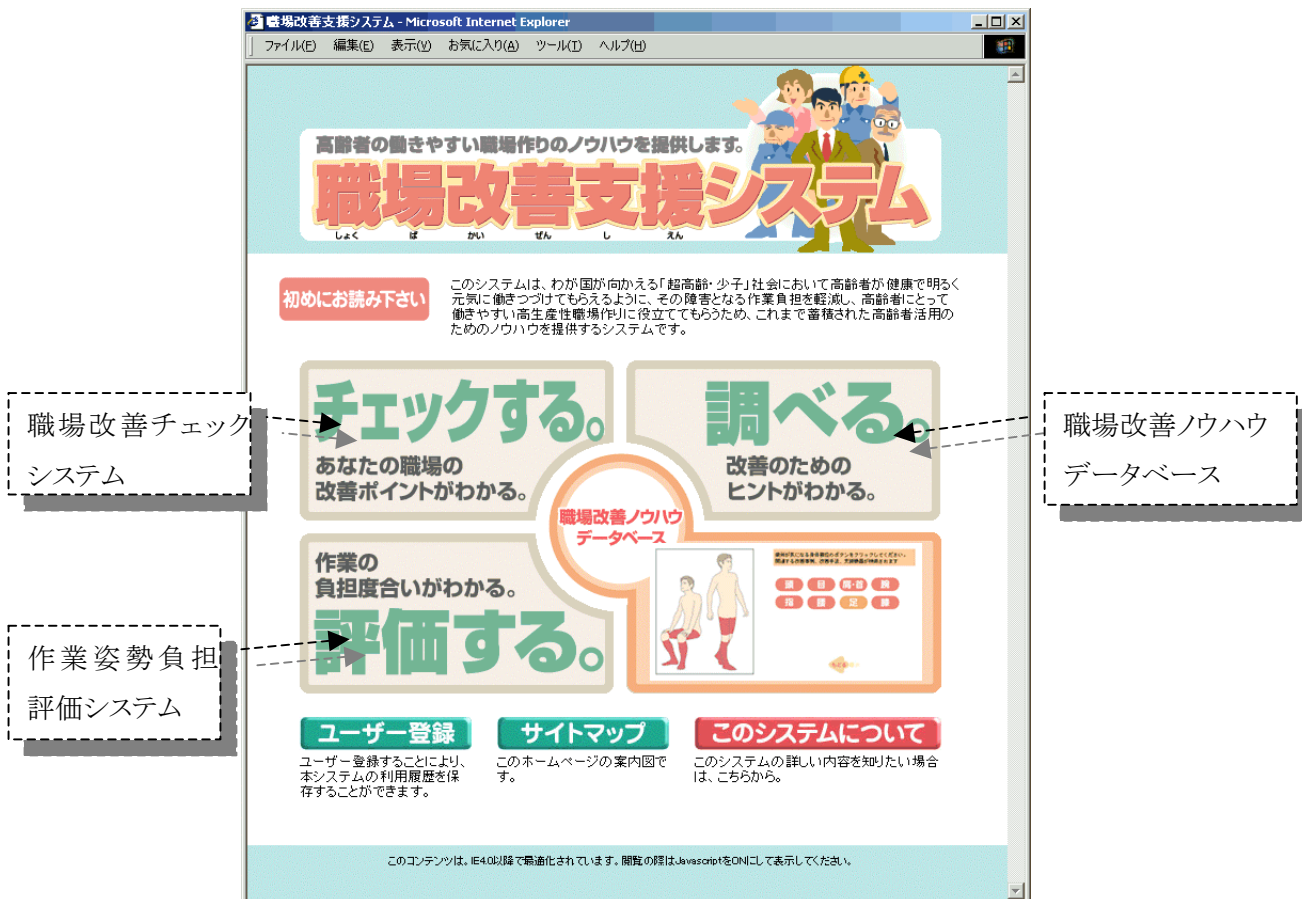 職場改善支援システム - Microsoft Internet Explorer
ファイル(F) 編集(E) 表示(V) お気に入り(A) ツール(T) ヘルプ(H)
高齢者の働きやすい職場作りのノウハウを提供します。
職場改善支援システム
しょく ば かい ぜん し えん
初めにお読み下さい
このシステムは、わが国が向かえる「超高齢・少子」社会において高齢者が健康で明るく
元気に働きつづけてもらえるように、その障害となる作業負担を軽減し、高齢者にとって
働きやすい高生産性職場作りに役立ててもらうため、これまで蓄積された高齢者活用の
ためのノウハウを提供するシステムです。
チェックする。
あなたの職場の
改善ポイントがわかる。
調べる。
改善のための
ヒントがわかる。
職場改善チェック
システム
職場改善ノウハウ
データベース
職場改善ノウハウ
データベース
作業の
負担度合いがわかる。
評価する。
頭 目 肩・首 腕
指 腰 足 膝
作業姿勢負担
評価システム
ユーザー登録
ユーザー登録することにより、
本システムの利用履歴を保
存することができます。
サイトマップ
このホームページの案内図で
す。
このシステムについて
このシステムの詳しい内容を知りたい場合
は、こちらから。
このコンテンツは。IE4.0以降で最適化されています。閲覧の際はJavascriptをONにして表示してください。